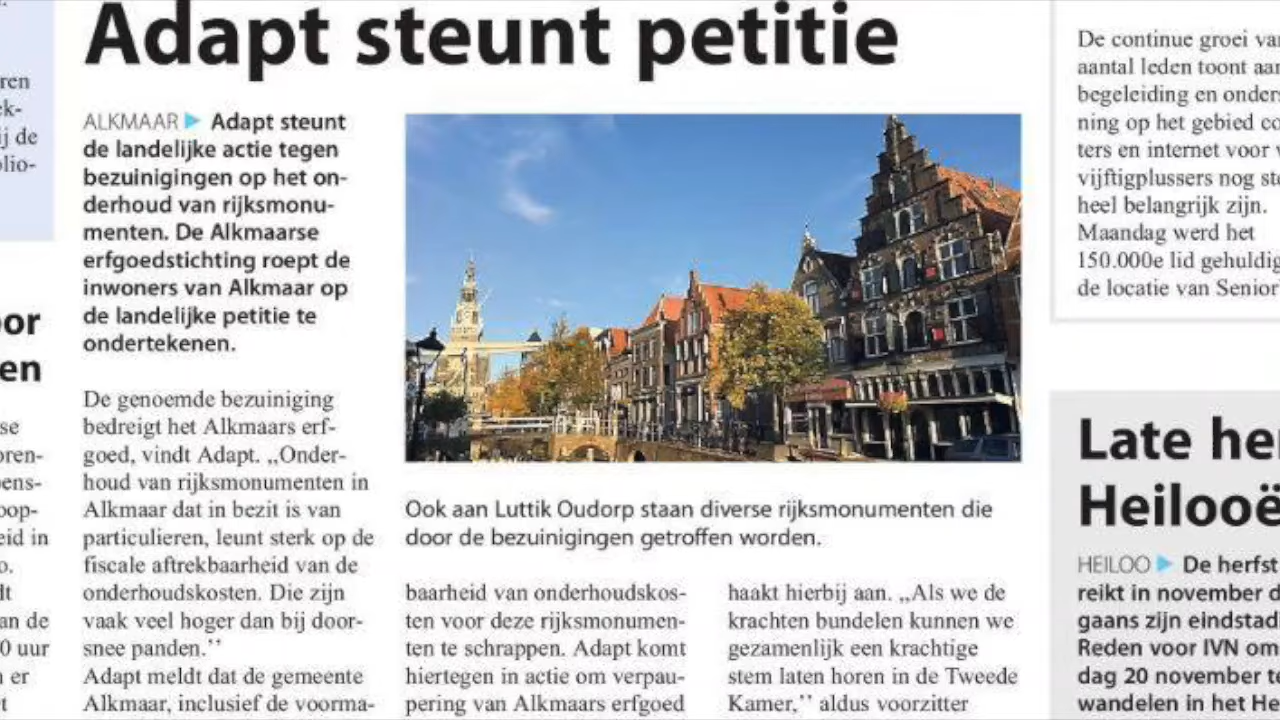 Adapt steunt petitie
ALKMAAR Adapt steunt
de landelijke actie tegen
bezuinigingen op het on-
derhoud van rijksmonu-
menten. De Alkmaarse
erfgoedstichting roept de
inwoners van Alkmaar op
de landelijke petitie te
ondertekenen.
De genoemde bezuiniging
bedreigt het Alkmaars erf-
goed, vindt Adapt. „Onder-
houd van rijksmonumenten in
Alkmaar dat in bezit is van
particulieren, leunt sterk op de
fiscale aftrekbaarheid van de
onderhoudskosten. Die zijn
vaak veel hoger dan bij door-
snee panden.’’
Adapt meldt dat de gemeente
Alkmaar, inclusief de voorma-
Ook aan Luttik Oudorp staan diverse rijksmonumenten die
door de bezuinigingen getroffen worden.
baarheid van onderhoudskos-
ten voor deze rijksmonumen-
ten te schrappen. Adapt komt
hiertegen in actie om verpau-
pering van Alkmaars erfgoed
haakt hierbij aan. „Als we de
krachten bundelen kunnen we
gezamenlijk een krachtige
stem laten horen in de Tweede
Kamer,’’ aldus voorzitter
De continue groei
aantal leden toont
begeleiding en onders
ning op het gebied co
ters en internet voor
vijftigplussers nog
heel belangrijk zijn.
Maandag werd het
150.000e lid gehuldig
de locatie van Senior
Late he
Heilooë
HEILOO De herfst
reikt in november d
gaans zijn eindstad
Reden voor IVN om
dag 20 november te
wandelen in het He